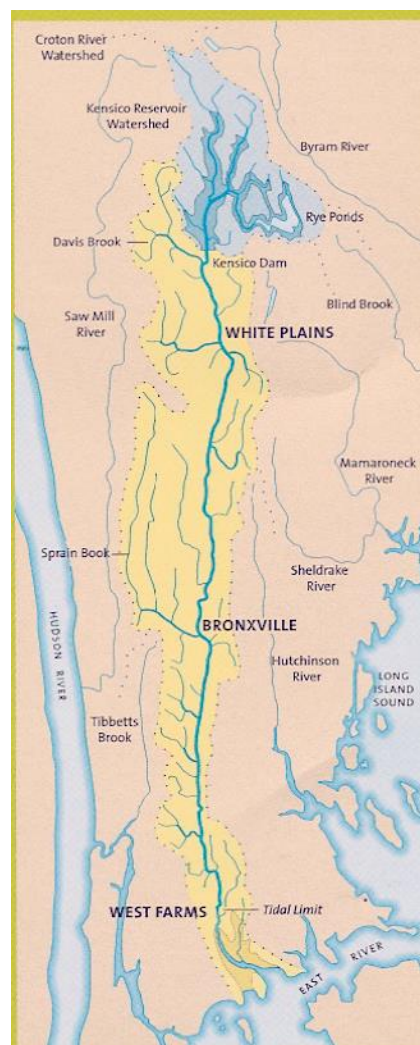 Croton River
Watershed
Kensico Reservoir
Watershed
Byram River
Rye Ponds
Davis Brook
Kensico Dam
Blind Brook
Saw Mill
River
WHITE PLAINS
Mamaroneck
River
Sprain Book
Sheldrake
River
HUDSON RIVER
BRONXVILLE
Hutchinson
River
LONG
ISLAND
SOUND
Tibbetts
Brook
WEST FARMS
Tidal Limit
EAST RIVER